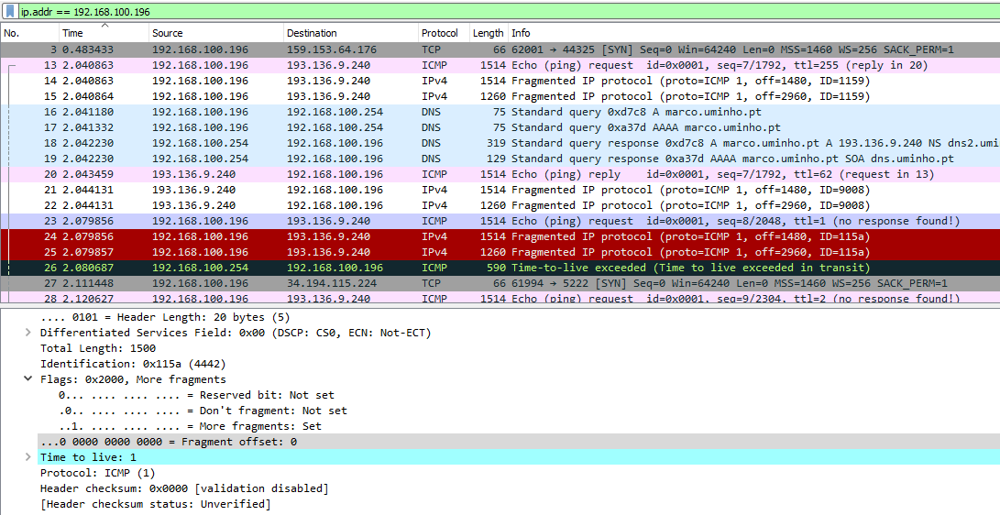 ip.addr == 192.168.100.196
No. Time Source Destination Protocol Length Info
3 0.483433 192.168.100.196 159.153.64.176 TCP 66 62001 → 44325 [SYN] Seq=0 Win=64240 Len=0 MSS=1460 WS=256 SACK_PERM=1
13 2.040863 192.168.100.196 193.136.9.240 ICMP 1514 Echo (ping) request id=0x0001, seq=7/1792, ttl=255 (reply in 20)
14 2.040863 192.168.100.196 193.136.9.240 IPv4 1514 Fragmented IP protocol (proto=ICMP 1, off=1480, ID=1159)
15 2.040864 192.168.100.196 193.136.9.240 IPv4 1260 Fragmented IP protocol (proto=ICMP 1, off=2960, ID=1159)
16 2.041180 192.168.100.196 192.168.100.254 DNS 75 Standard query 0xd7c8 A marco.uminho.pt
17 2.041332 192.168.100.196 192.168.100.254 DNS 75 Standard query 0xa37d AAAA marco.uminho.pt
18 2.042230 192.168.100.254 192.168.100.196 DNS 319 Standard query response 0xd7c8 A marco.uminho.pt A 193.136.9.240 NS dns2.umi
19 2.042230 192.168.100.254 192.168.100.196 DNS 129 Standard query response 0xa37d AAAA marco.uminho.pt SOA dns.uminho.pt
20 2.043459 193.136.9.240 192.168.100.196 ICMP 1514 Echo (ping) reply id=0x0001, seq=7/1792, ttl=62 (request in 13)
21 2.044131 193.136.9.240 192.168.100.196 IPv4 1514 Fragmented IP protocol (proto=ICMP 1, off=1480, ID=9008)
22 2.044131 193.136.9.240 192.168.100.196 IPv4 1260 Fragmented IP protocol (proto=ICMP 1, off=2960, ID=9008)
23 2.079856 192.168.100.196 193.136.9.240 ICMP 1514 Echo (ping) request id=0x0001, seq=8/2048, ttl=1 (no response found!)
24 2.079856 192.168.100.196 193.136.9.240 IPv4 1514 Fragmented IP protocol (proto=ICMP 1, off=1480, ID=115a)
25 2.079857 192.168.100.196 193.136.9.240 IPv4 1260 Fragmented IP protocol (proto=ICMP 1, off=2960, ID=115a)
26 2.080687 192.168.100.254 192.168.100.196 ICMP 590 Time-to-live exceeded (Time to live exceeded in transit)
27 2.111448 192.168.100.196 34.194.115.224 TCP 66 61994 → 5222 [SYN] Seq=0 Win=64240 Len=0 MSS=1460 WS=256 SACK_PERM=1
28 2.120627 192.168.100.196 193.136.9.240 ICMP 1514 Echo (ping) request id=0x0001, seq=9/2304, ttl=2 (no response found!)
.... 0101 = Header Length: 20 bytes (5)
Differentiated Services Field: 0x00 (DSCP: CS0, ECN: Not-ECT)
Total Length: 1500
Identification: 0x115a (4442)
Flags: 0x2000, More fragments
0... .... .... .... = Reserved bit: Not set
.0.. .... .... .... = Don't fragment: Not set
..1. .... .... .... = More fragments: Set
...0 0000 0000 0000 = Fragment offset: 0
Time to live: 1
Protocol: ICMP (1)
Header checksum: 0x0000 [validation disabled]
[Header checksum status: Unverified]